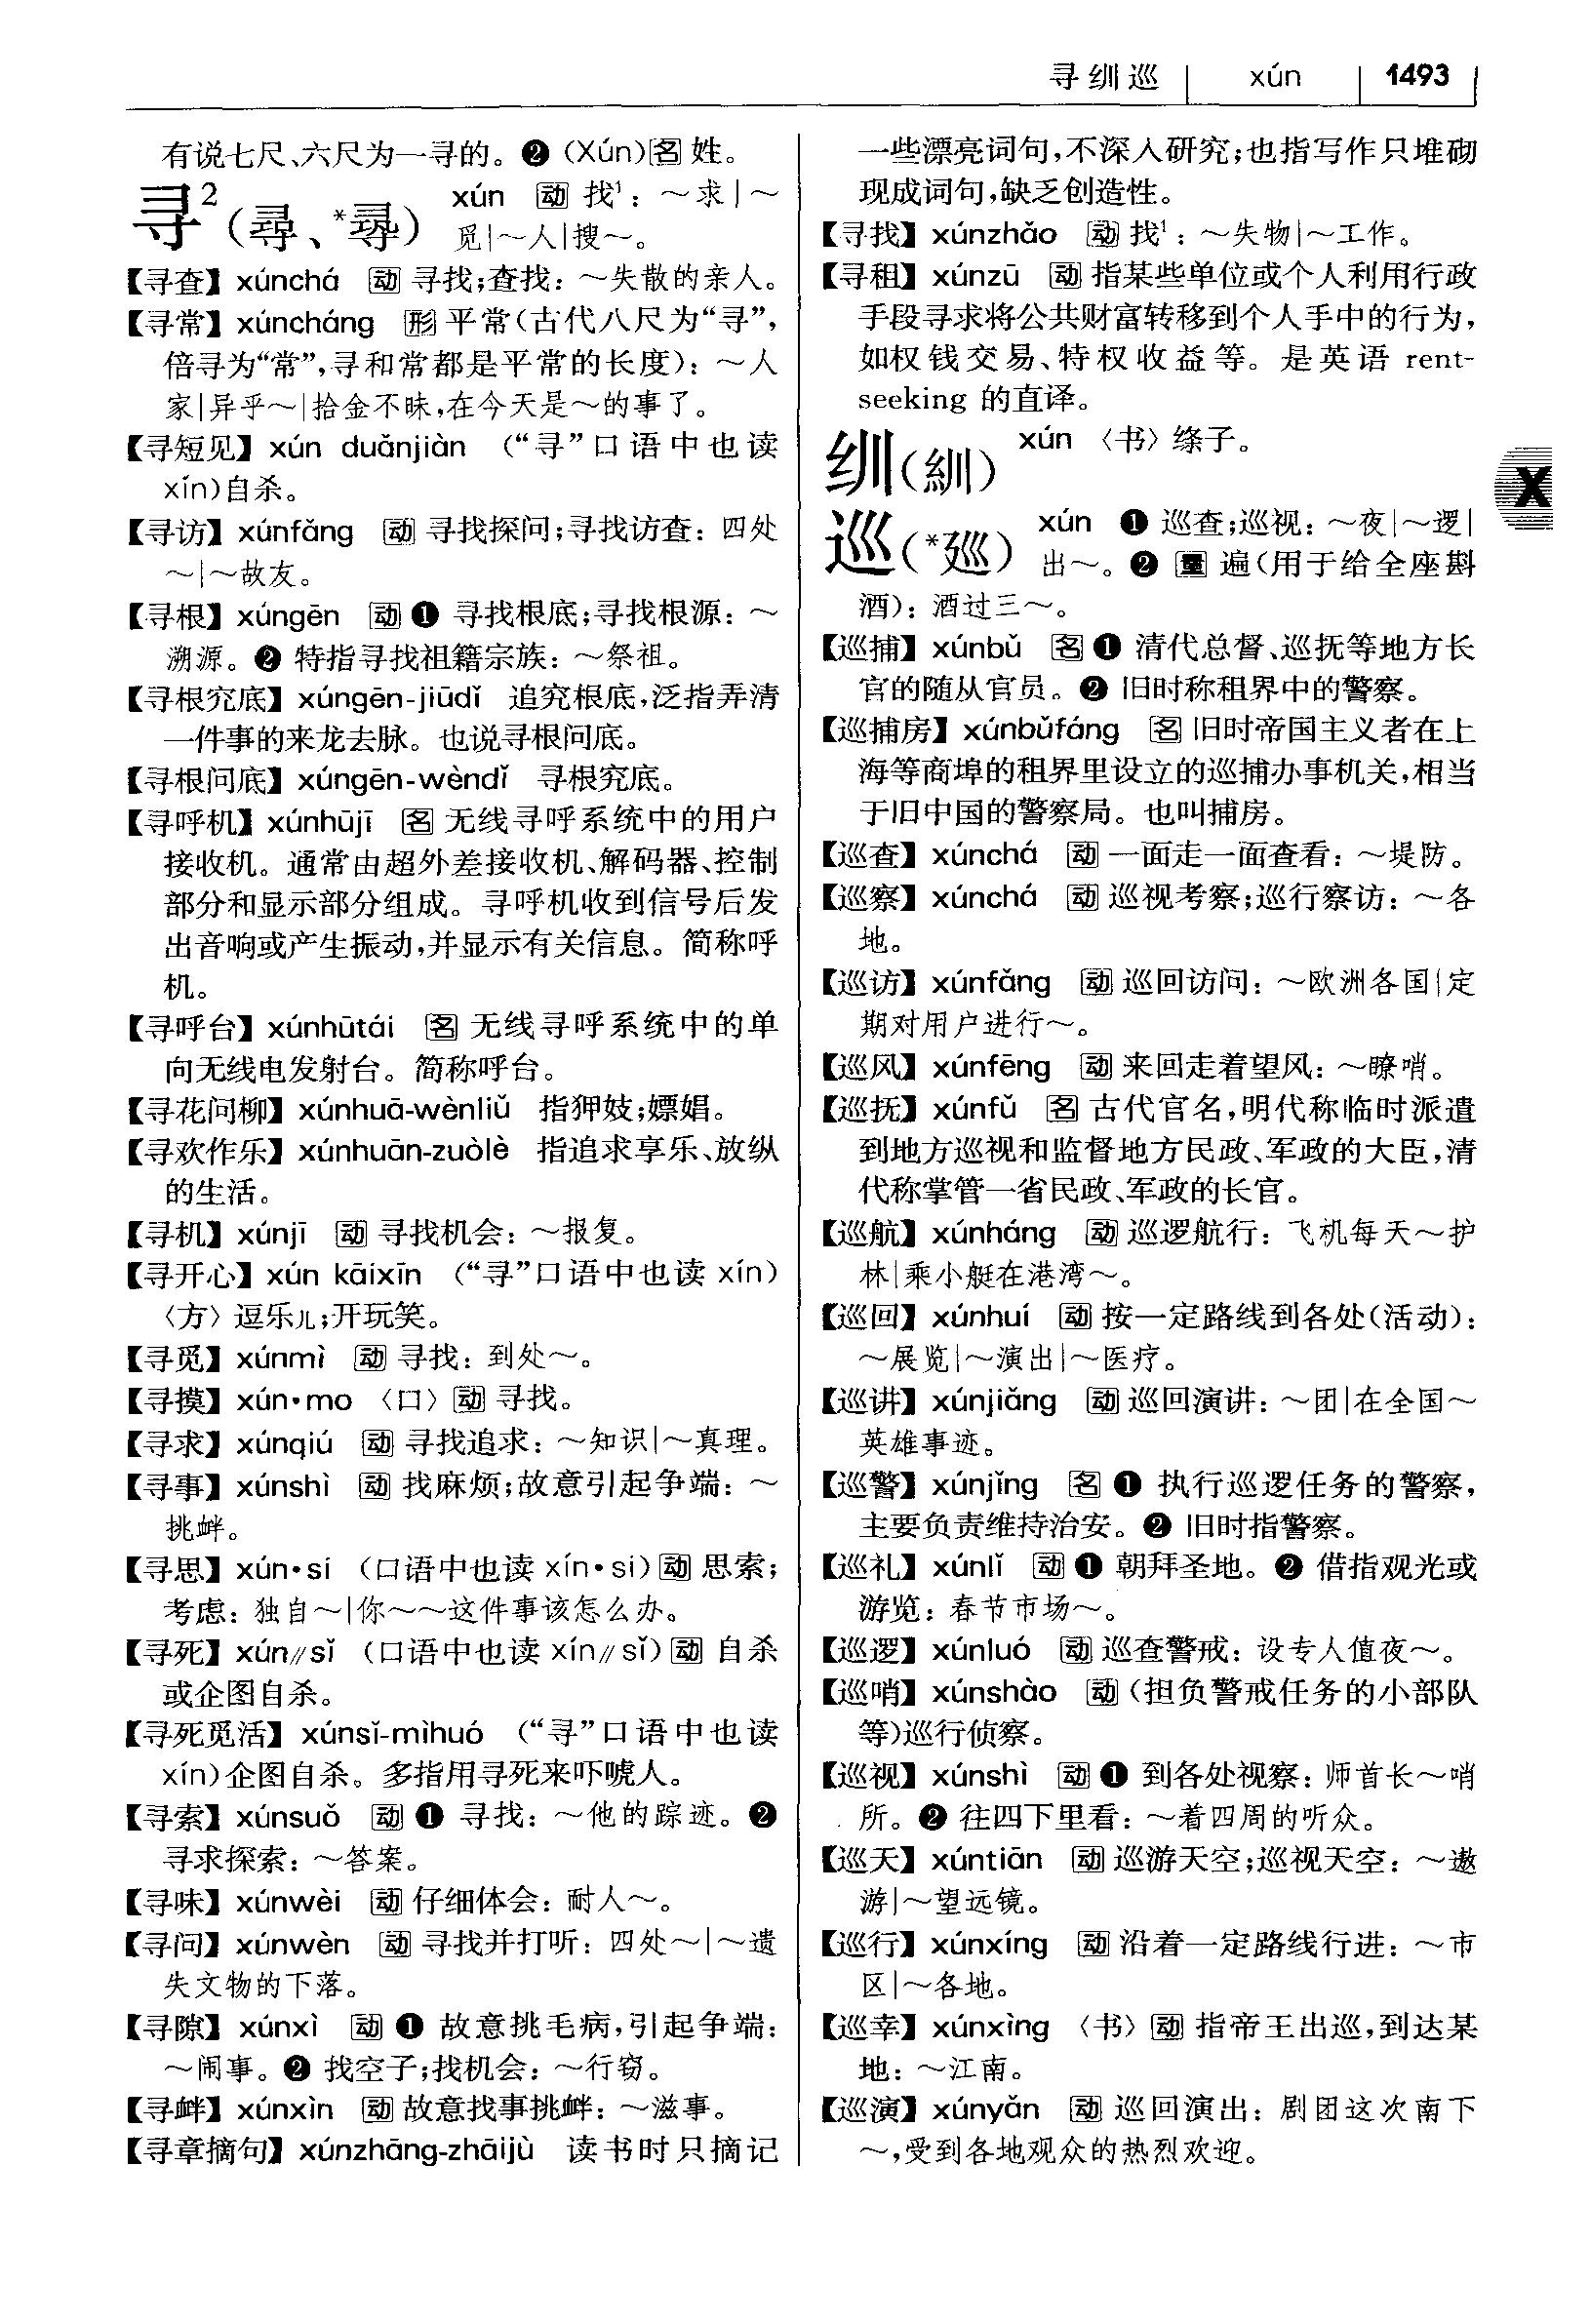 寻纠巡 xún 1493
有说七尺、六尺为一寻的。❷ (Xún)名 姓。
寻²(尋、*尋) xún 动 找¹：～求|～
觅|～人|搜～。
【寻查】 xúnchá 动 寻找；查找：～失散的亲人。
【寻常】 xúncháng 形 平常(古代八尺为“寻”，
倍寻为“常”，寻和常都是平常的长度)：～人
家|异乎～|拾金不昧，在今天是～的事了。
【寻短见】 xún duǎnjiàn (“寻”口语中也读
xín)自杀。
【寻访】 xúnfǎng 动 寻找探问；寻找访查：四处
～|～故友。
【寻根】 xúngēn 动 ❶ 寻找根底；寻找根源：～
溯源。❷ 特指寻找祖籍宗族：～祭祖。
【寻根究底】 xúngēn-jiūdǐ 追究根底，泛指弄清
一件事的来龙去脉。也说寻根问底。
【寻根问底】 xúngēn-wèndǐ 寻根究底。
【寻呼机】 xúnhūjī 名 无线寻呼系统中的用户
接收机。通常由超外差接收机、解码器、控制
部分和显示部分组成。寻呼机收到信号后发
出音响或产生振动，并显示有关信息。简称呼
机。
【寻呼台】 xúnhūtái 名 无线寻呼系统中的单
向无线电发射台。简称呼台。
【寻花问柳】 xúnhuā-wènliǔ 指狎妓；嫖娼。
【寻欢作乐】 xúnhuān-zuòlè 指追求享乐、放纵
的生活。
【寻机】 xúnjī 动 寻找机会：～报复。
【寻开心】 xún kāixīn (“寻”口语中也读 xín)
〈方〉逗乐儿；开玩笑。
【寻觅】 xúnmì 动 寻找：到处～。
【寻摸】 xún•mo 〈口〉动 寻找。
【寻求】 xúnqiú 动 寻找追求：～知识|～真理。
【寻事】 xúnshì 动 找麻烦；故意引起争端：～
挑衅。
【寻思】 xún•si (口语中也读 xín•si)动 思索；
考虑：独自～|你～～这件事该怎么办。
【寻死】 xún∥sǐ (口语中也读 xín∥sǐ)动 自杀
或企图自杀。
【寻死觅活】 xúnsǐ-mìhuó (“寻”口语中也读
xín)企图自杀。多指用寻死来吓唬人。
【寻索】 xúnsuǒ 动 ❶ 寻找：～他的踪迹。❷
寻求探索：～答案。
【寻味】 xúnwèi 动 仔细体会：耐人～。
【寻问】 xúnwèn 动 寻找并打听：四处～|～遗
失文物的下落。
【寻隙】 xúnxì 动 ❶ 故意挑毛病，引起争端：
～闹事。❷ 找空子；找机会：～行窃。
【寻衅】 xúnxìn 动 故意找事挑衅：～滋事。
【寻章摘句】 xúnzhāng-zhāijù 读书时只摘记
一些漂亮词句，不深入研究；也指写作只堆砌
现成词句，缺乏创造性。
【寻找】 xúnzhǎo 动 找¹：～失物|～工作。
【寻租】 xúnzū 动 指某些单位或个人利用行政
手段寻求将公共财富转移到个人手中的行为，
如权钱交易、特权收益等。是英语 rent-
seeking 的直译。
𬘓(紃) xún 〈书〉绦子。
X
巡(*廵) xún ❶ 巡查；巡视：～夜|～逻|
出～。❷ 量 遍(用于给全座斟
酒)：酒过三～。
【巡捕】 xúnbǔ 名 ❶ 清代总督、巡抚等地方长
官的随从官员。❷ 旧时称租界中的警察。
【巡捕房】 xúnbǔfáng 名 旧时帝国主义者在上
海等商埠的租界里设立的巡捕办事机关，相当
于旧中国的警察局。也叫捕房。
【巡查】 xúnchá 动 一面走一面查看：～堤防。
【巡察】 xúnchá 动 巡视考察；巡行察访：～各
地。
【巡访】 xúnfǎng 动 巡回访问：～欧洲各国|定
期对用户进行～。
【巡风】 xúnfēng 动 来回走着望风：～瞭哨。
【巡抚】 xúnfǔ 名 古代官名，明代称临时派遣
到地方巡视和监督地方民政、军政的大臣，清
代称掌管一省民政、军政的长官。
【巡航】 xúnháng 动 巡逻航行：飞机每天～护
林|乘小艇在港湾～。
【巡回】 xúnhuí 动 按一定路线到各处(活动)：
～展览|～演出|～医疗。
【巡讲】 xúnjiǎng 动 巡回演讲：～团|在全国～
英雄事迹。
【巡警】 xúnjǐng 名 ❶ 执行巡逻任务的警察，
主要负责维持治安。❷ 旧时指警察。
【巡礼】 xúnlǐ 动 ❶ 朝拜圣地。❷ 借指观光或
游览：春节市场～。
【巡逻】 xúnluó 动 巡查警戒：设专人值夜～。
【巡哨】 xúnshào 动 (担负警戒任务的小部队
等)巡行侦察。
【巡视】 xúnshì 动 ❶ 到各处视察：师首长～哨
所。❷ 往四下里看：～着四周的听众。
【巡天】 xúntiān 动 巡游天空；巡视天空：～遨
游|～望远镜。
【巡行】 xúnxíng 动 沿着一定路线行进：～市
区|～各地。
【巡幸】 xúnxìng 〈书〉动 指帝王出巡，到达某
地：～江南。
【巡演】 xúnyǎn 动 巡回演出：剧团这次南下
～，受到各地观众的热烈欢迎。